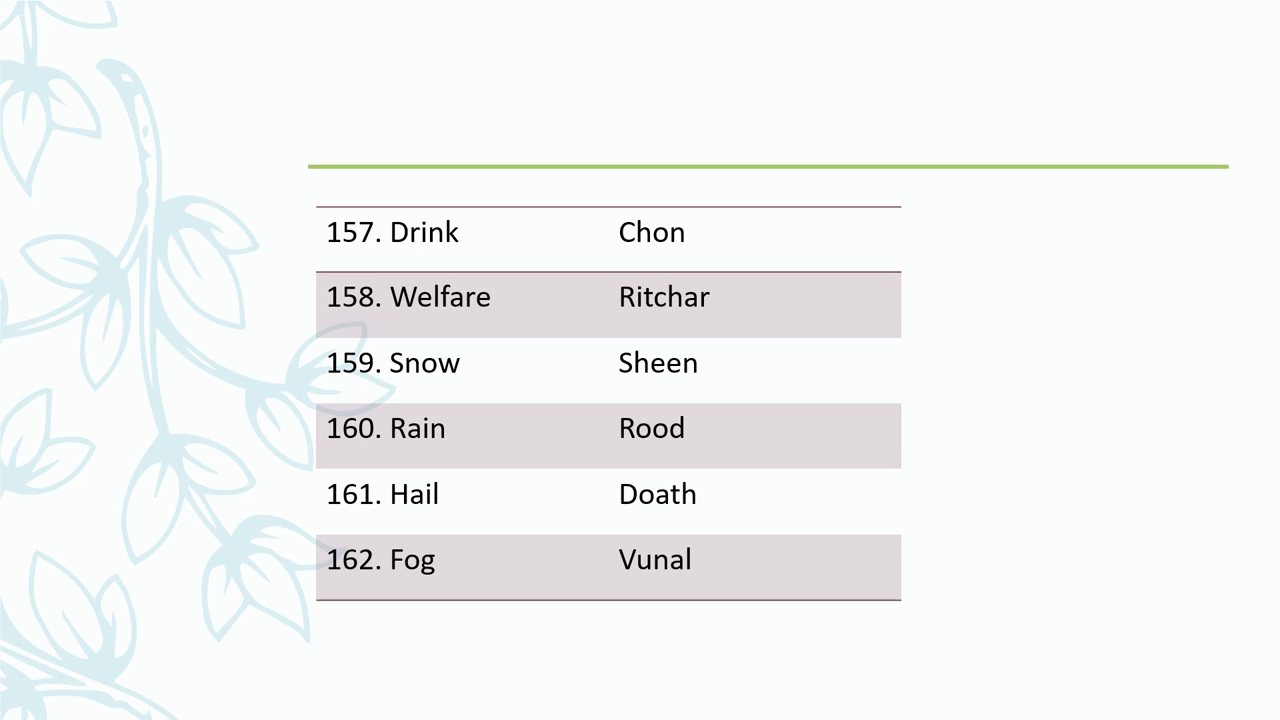 157. Drink Chon
158. Welfare Ritchar
159. Snow Sheen
160. Rain Rood
161. Hail Doath
162. Fog Vunal